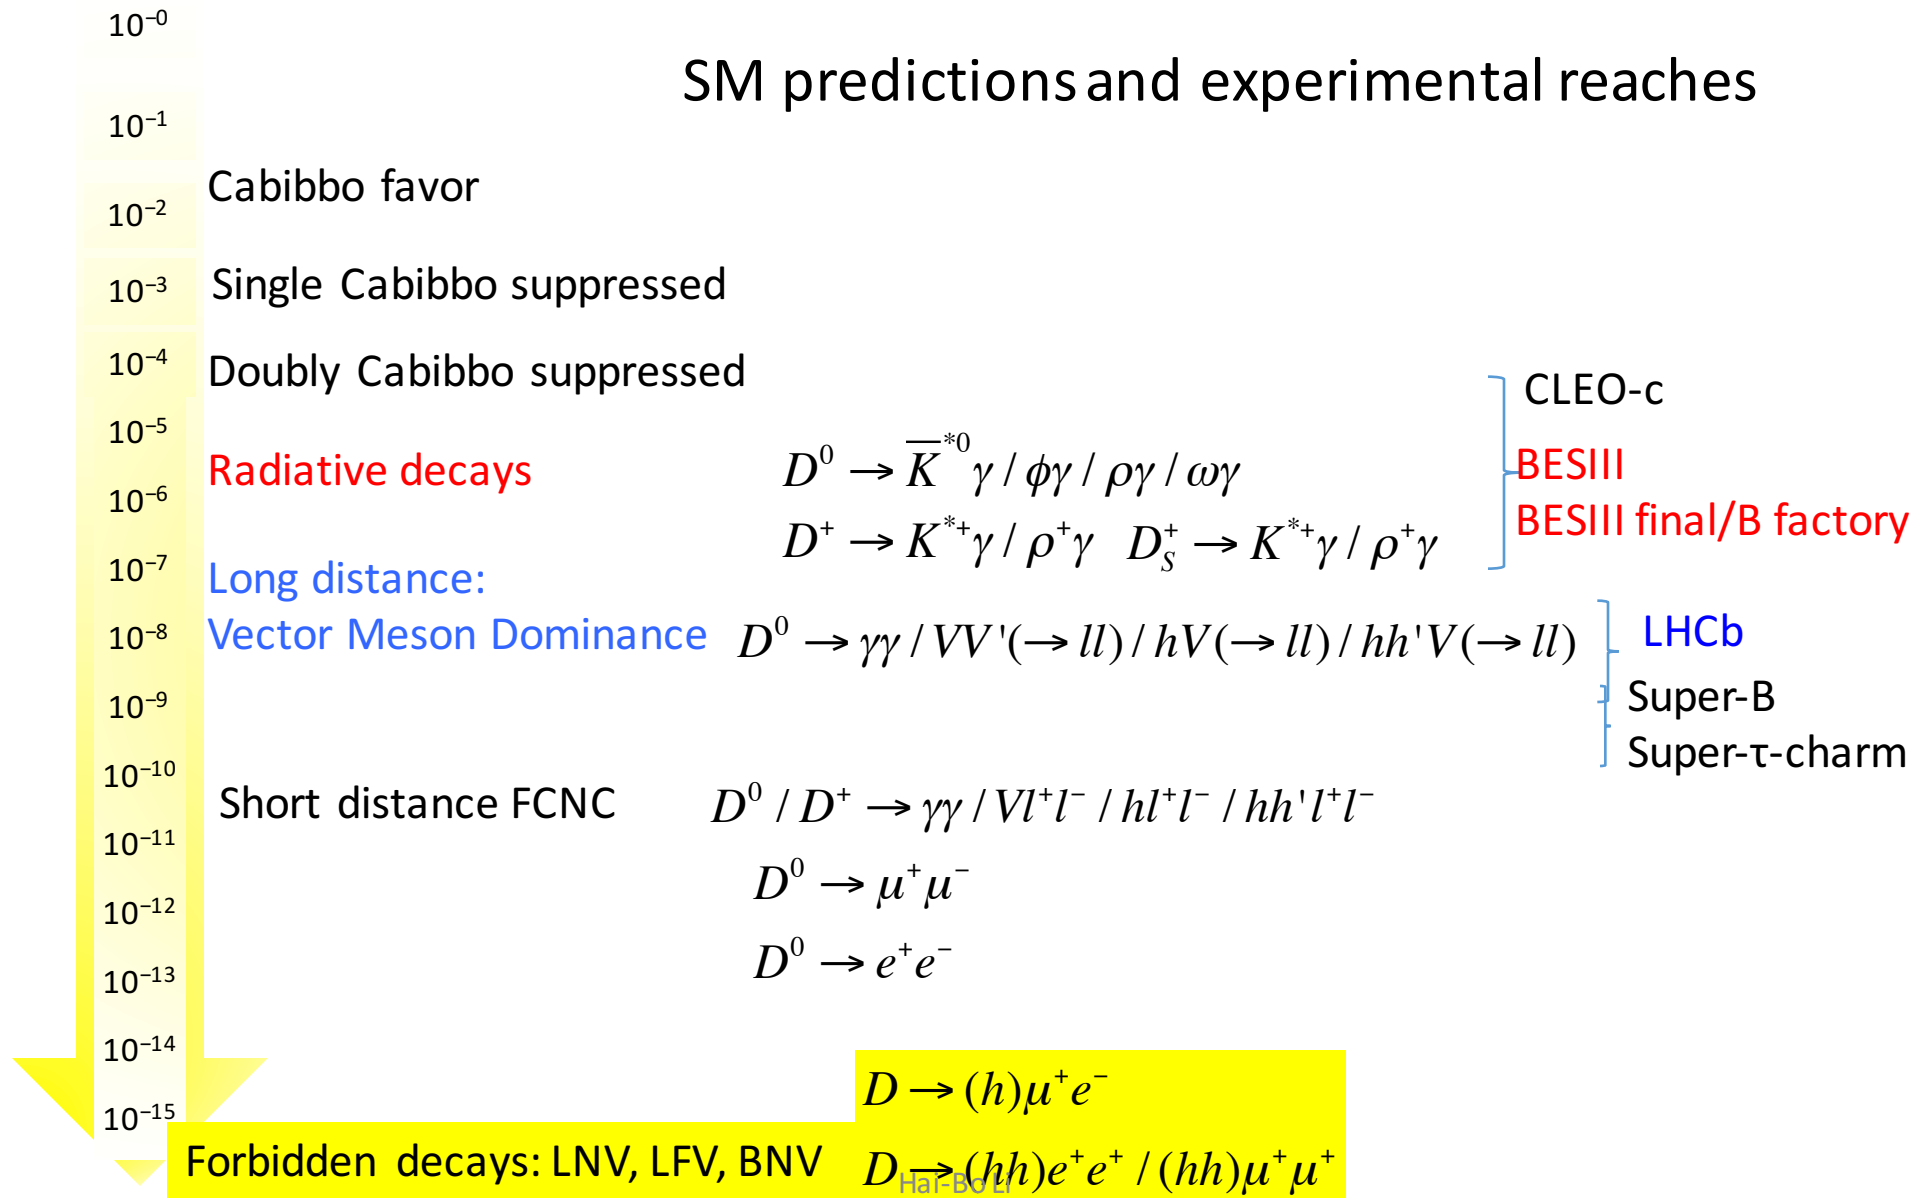 10⁻⁰
SM predictions and experimental reaches
10⁻¹
Cabibbo favor
10⁻²
Single Cabibbo suppressed
10⁻³
10⁻⁴
Doubly Cabibbo suppressed
CLEO-c
10⁻⁵
Radiative decays
D⁰ → K̅*⁰γ / ϕγ / ργ / ωγ
BESIII
10⁻⁶
D⁺ → K*⁺γ / ρ⁺γ D_S⁺ → K*⁺γ / ρ⁺γ
BESIII final/B factory
10⁻⁷
Long distance:
10⁻⁸
Vector Meson Dominance
D⁰ → γγ / VV'(→ ll) / hV(→ ll) / hh'V(→ ll)
LHCb
10⁻⁹
Super-B
Super-τ-charm
10⁻¹⁰
Short distance FCNC
D⁰ / D⁺ → γγ / Vl⁺l⁻ / hl⁺l⁻ / hh'l⁺l⁻
10⁻¹¹
D⁰ → μ⁺μ⁻
10⁻¹²
D⁰ → e⁺e⁻
10⁻¹³
10⁻¹⁴
D → (h)μ⁺e⁻
10⁻¹⁵
Forbidden decays: LNV, LFV, BNV
D → (hh)e⁺e⁺ / (hh)μ⁺μ⁺
Hai-Bo Li